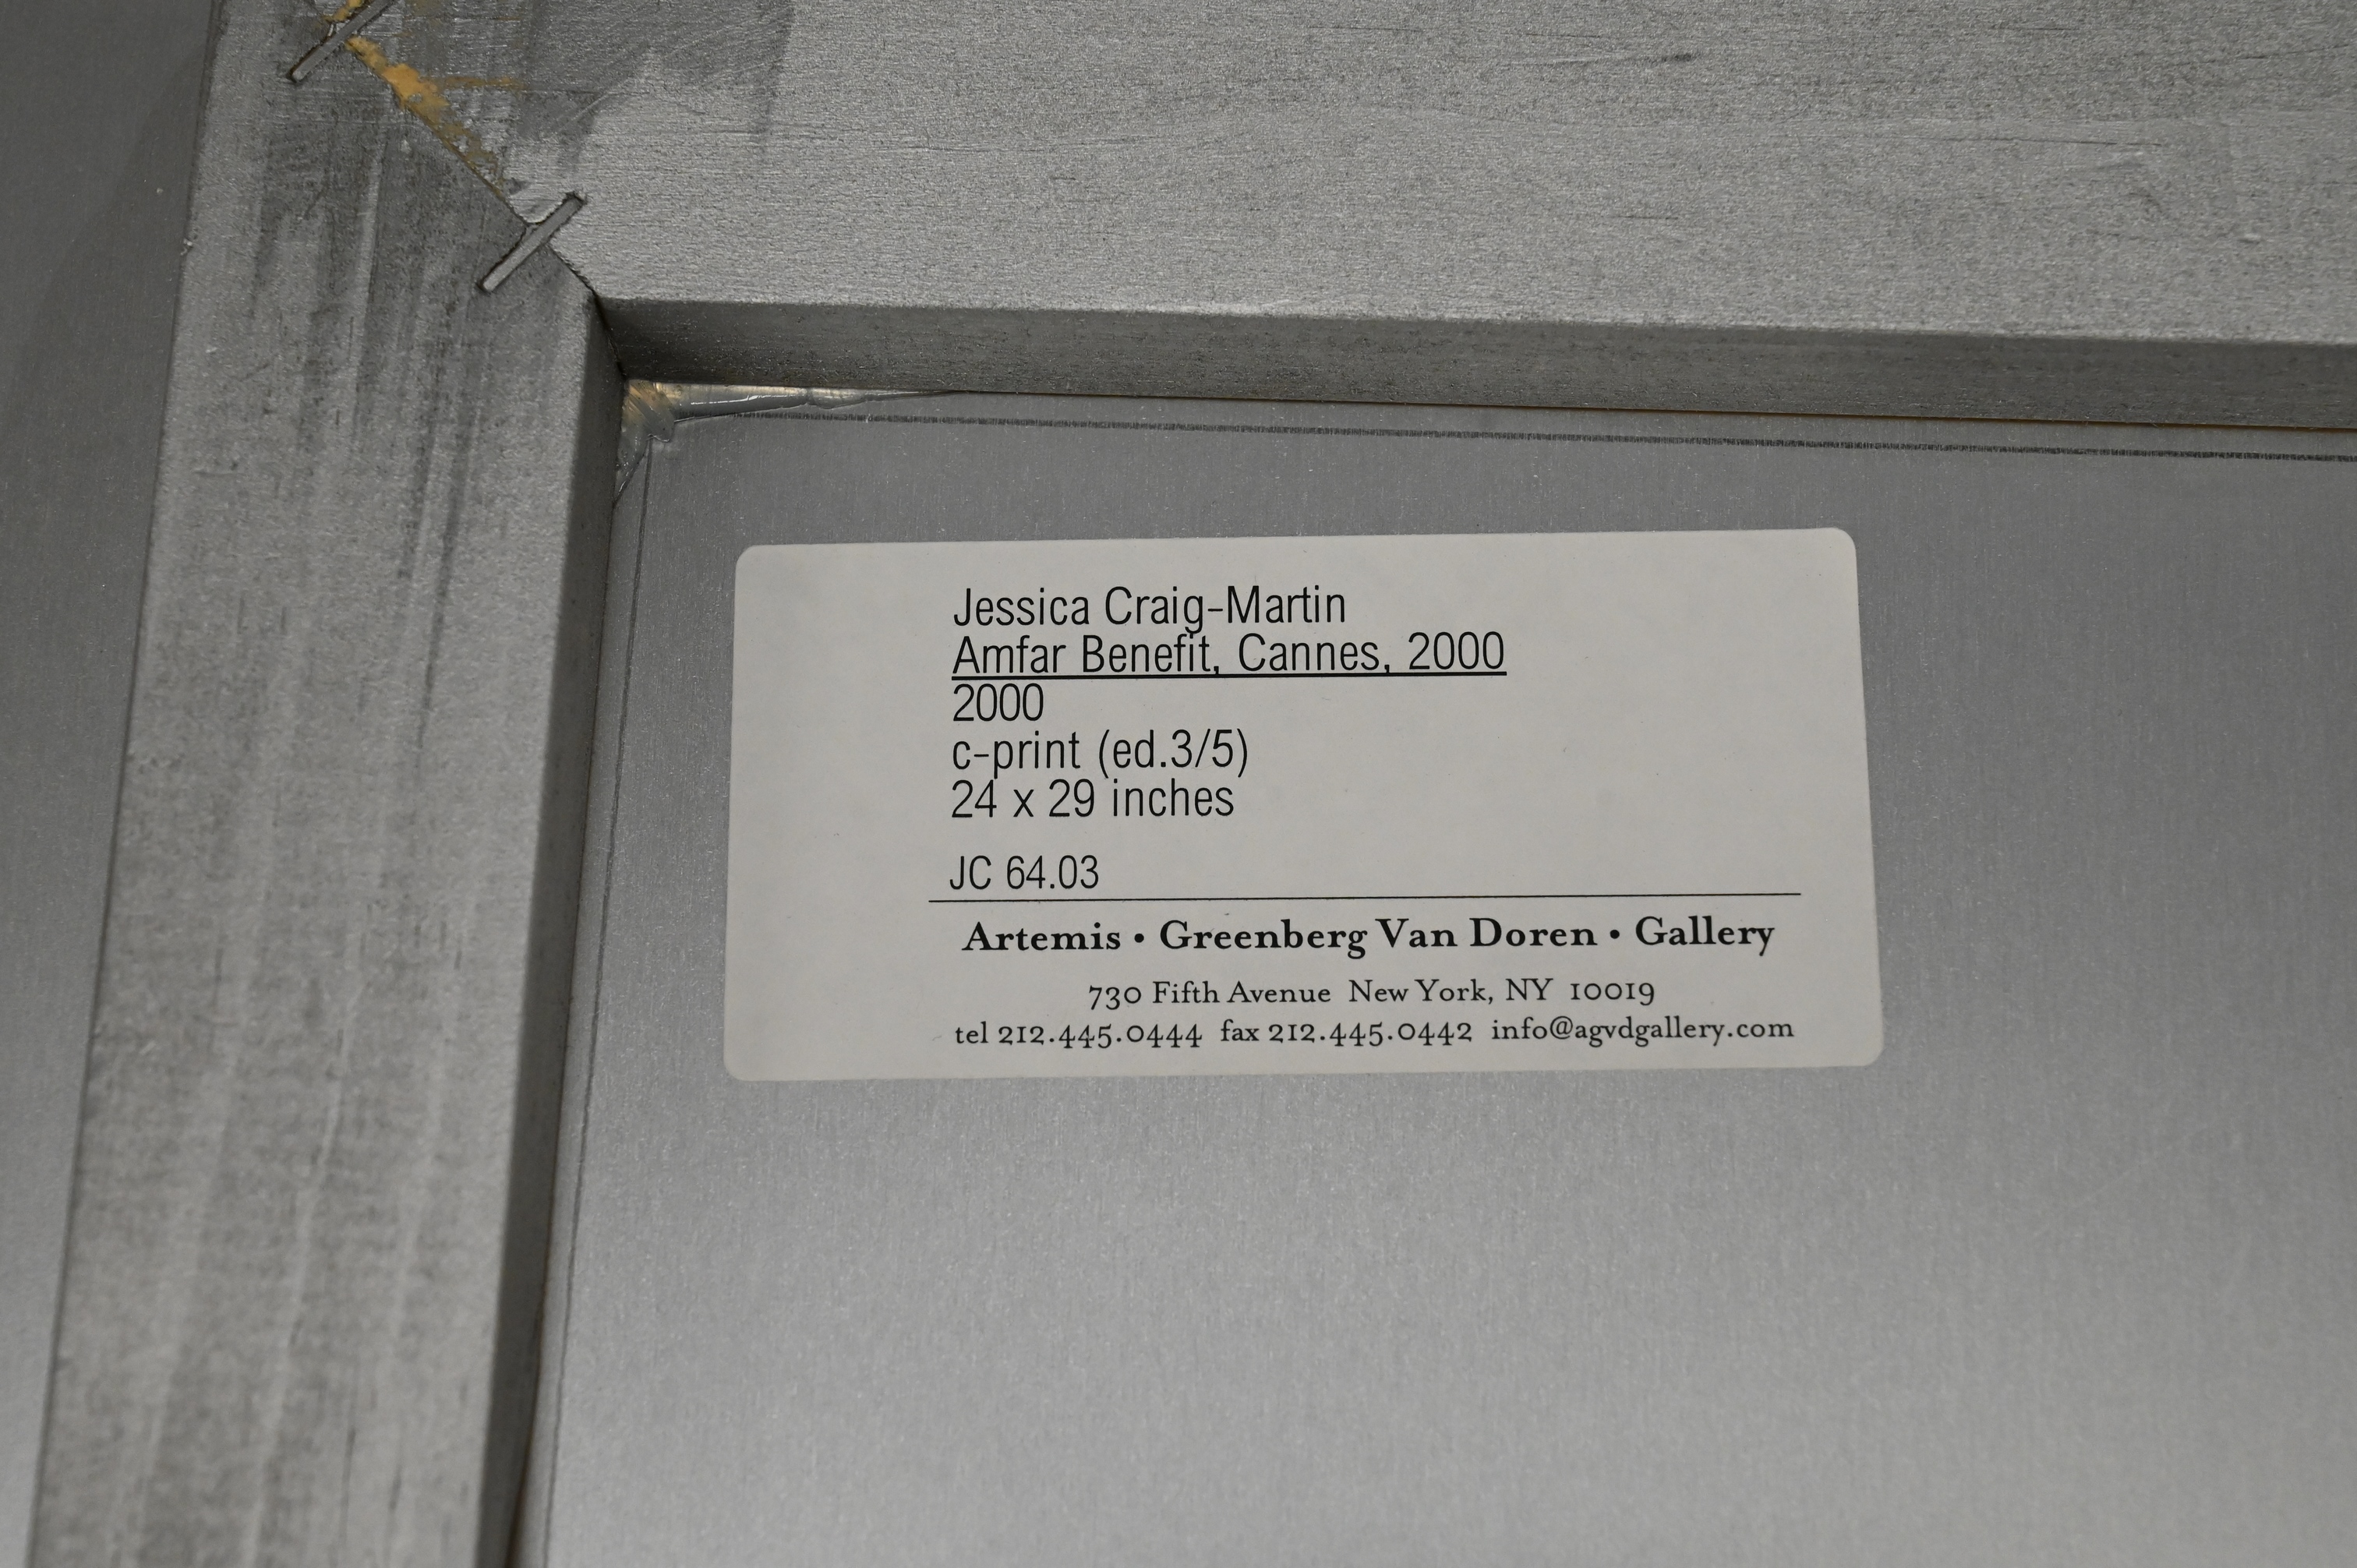 Jessica Craig-Martin
Amfar Benefit, Cannes, 2000
2000
c-print (ed.3/5)
24 x 29 inches
JC 64.03
Artemis • Greenberg Van Doren • Gallery
730 Fifth Avenue New York, NY 10019
tel 212.445.0444 fax 212.445.0442 info@agvdgallery.com